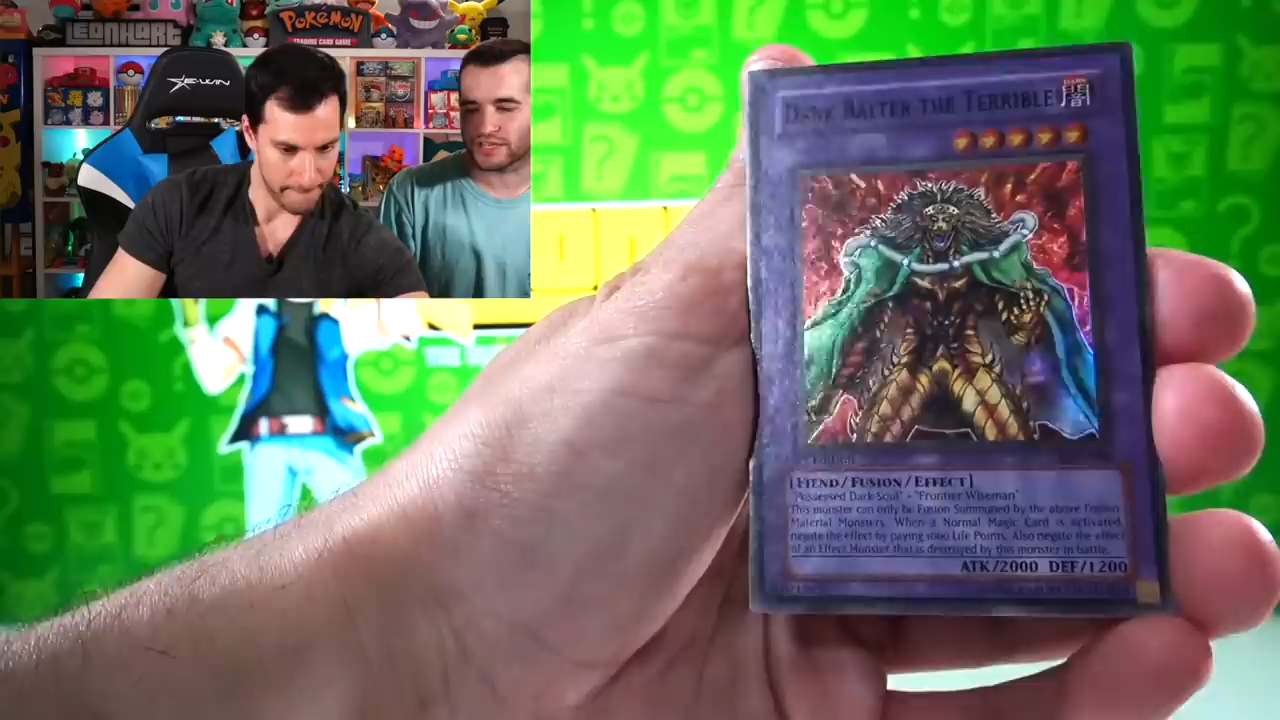 LEONHART
POKéMON
TRADING CARD GAME
E-WIN
DARK BALTER THE TERRIBLE
DARK
闇
[FIEND/FUSION/EFFECT]
"Possessed Dark Soul" + "Frontier Wiseman"
This monster can only be Fusion Summoned by the above Fusion
Material Monsters. When a Normal Magic Card is activated,
negate the effect by paying 1000 Life Points. Also negate the effect
of an Effect Monster that is destroyed by this monster in battle.
ATK/2000 DEF/1200